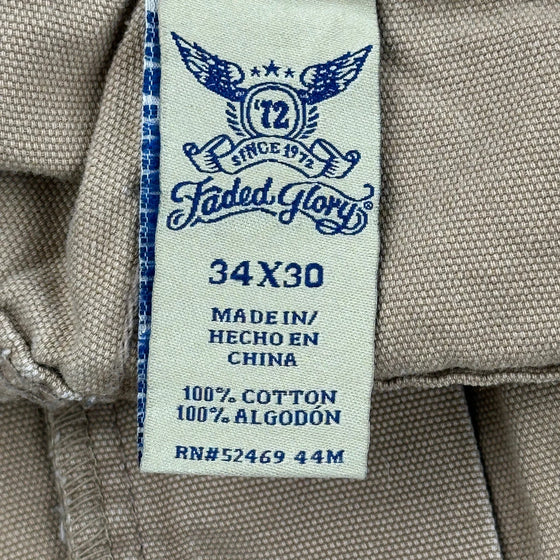 '72
SINCE 1972
Faded Glory®
34X30
MADE IN/
HECHO EN
CHINA
100% COTTON
100% ALGODÓN
RN#52469 44M